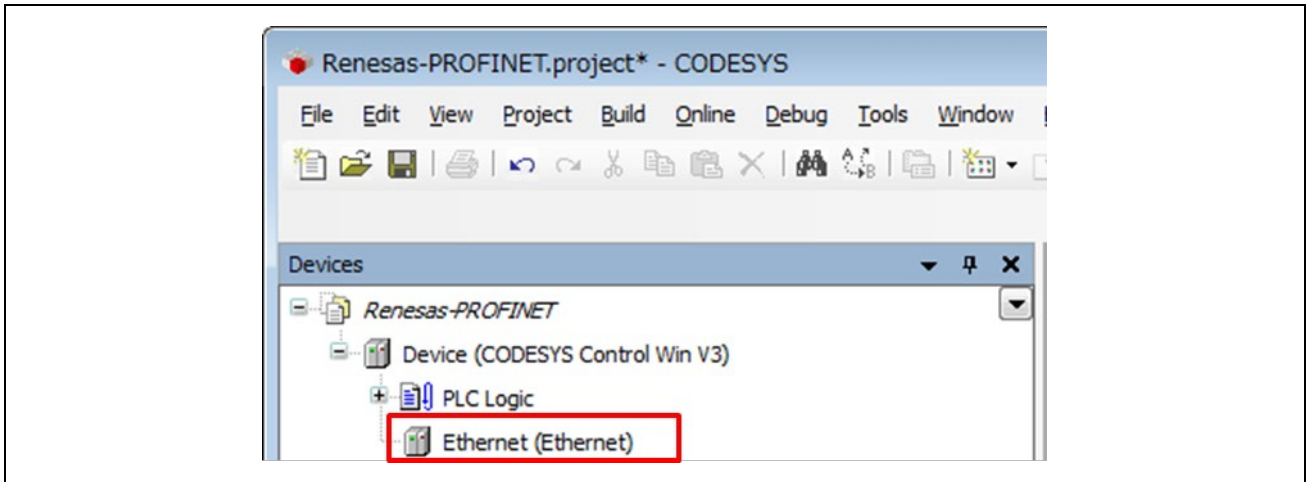 Renesas-PROFINET.project* - CODESYS
File Edit View Project Build Online Debug Tools Window
Devices
Renesas-PROFINET
Device (CODESYS Control Win V3)
PLC Logic
Ethernet (Ethernet)